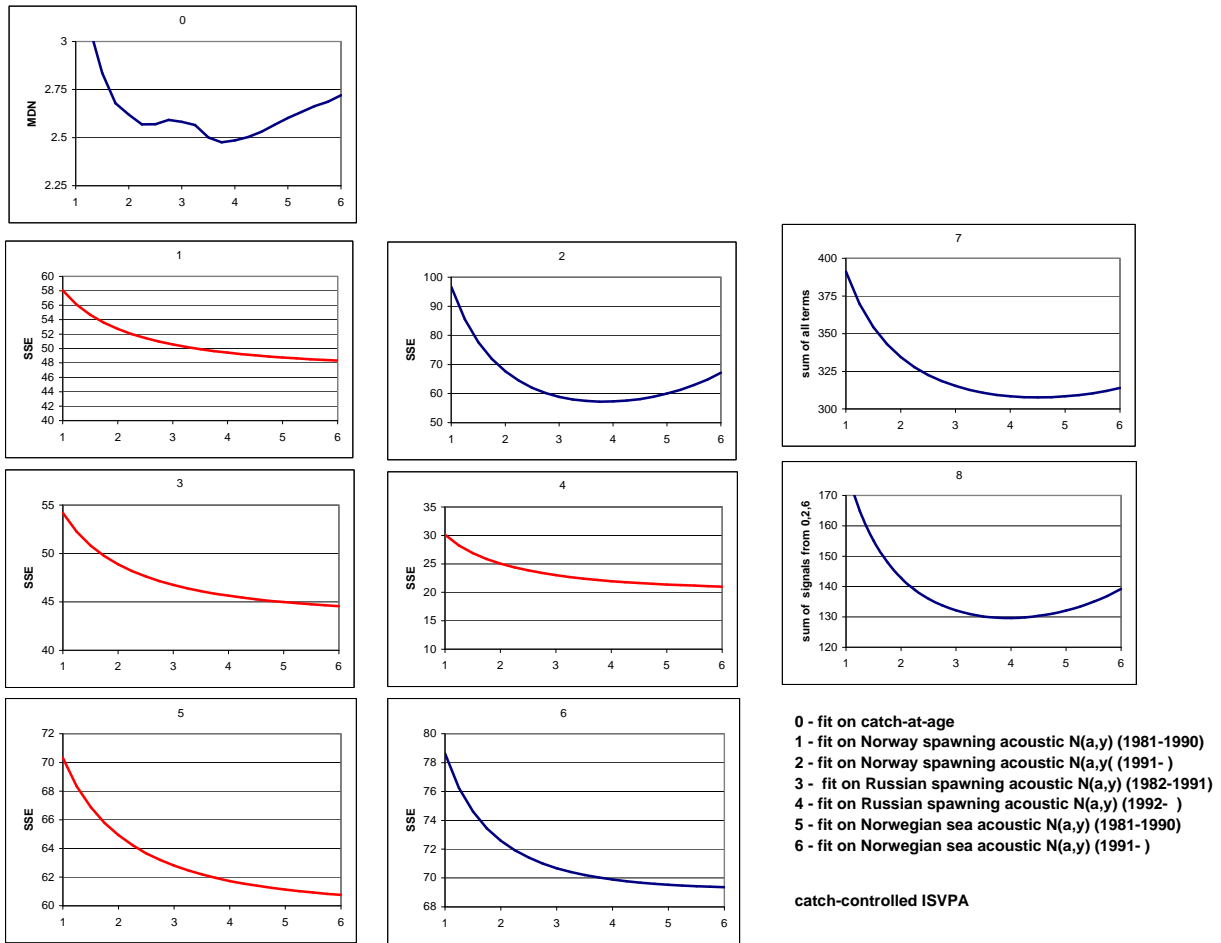 0
MDN
3
2.75
2.5
2.25
1 2 3 4 5 6
1
SSE
60
58
56
54
52
50
48
46
44
42
40
1 2 3 4 5 6
2
SSE
100
90
80
70
60
50
1 2 3 4 5 6
7
sum of all terms
400
375
350
325
300
1 2 3 4 5 6
3
SSE
55
50
45
40
1 2 3 4 5 6
4
SSE
35
30
25
20
15
10
1 2 3 4 5 6
8
sum of signals from 0,2,6
170
160
150
140
130
120
1 2 3 4 5 6
5
SSE
72
70
68
66
64
62
60
1 2 3 4 5 6
6
SSE
80
78
76
74
72
70
68
1 2 3 4 5 6
0 - fit on catch-at-age
1 - fit on Norway spawning acoustic N(a,y) (1981-1990)
2 - fit on Norway spawning acoustic N(a,y( (1991- )
3 - fit on Russian spawning acoustic N(a,y) (1982-1991)
4 - fit on Russian spawning acoustic N(a,y) (1992- )
5 - fit on Norwegian sea acoustic N(a,y) (1981-1990)
6 - fit on Norwegian sea acoustic N(a,y) (1991- )
catch-controlled ISVPA